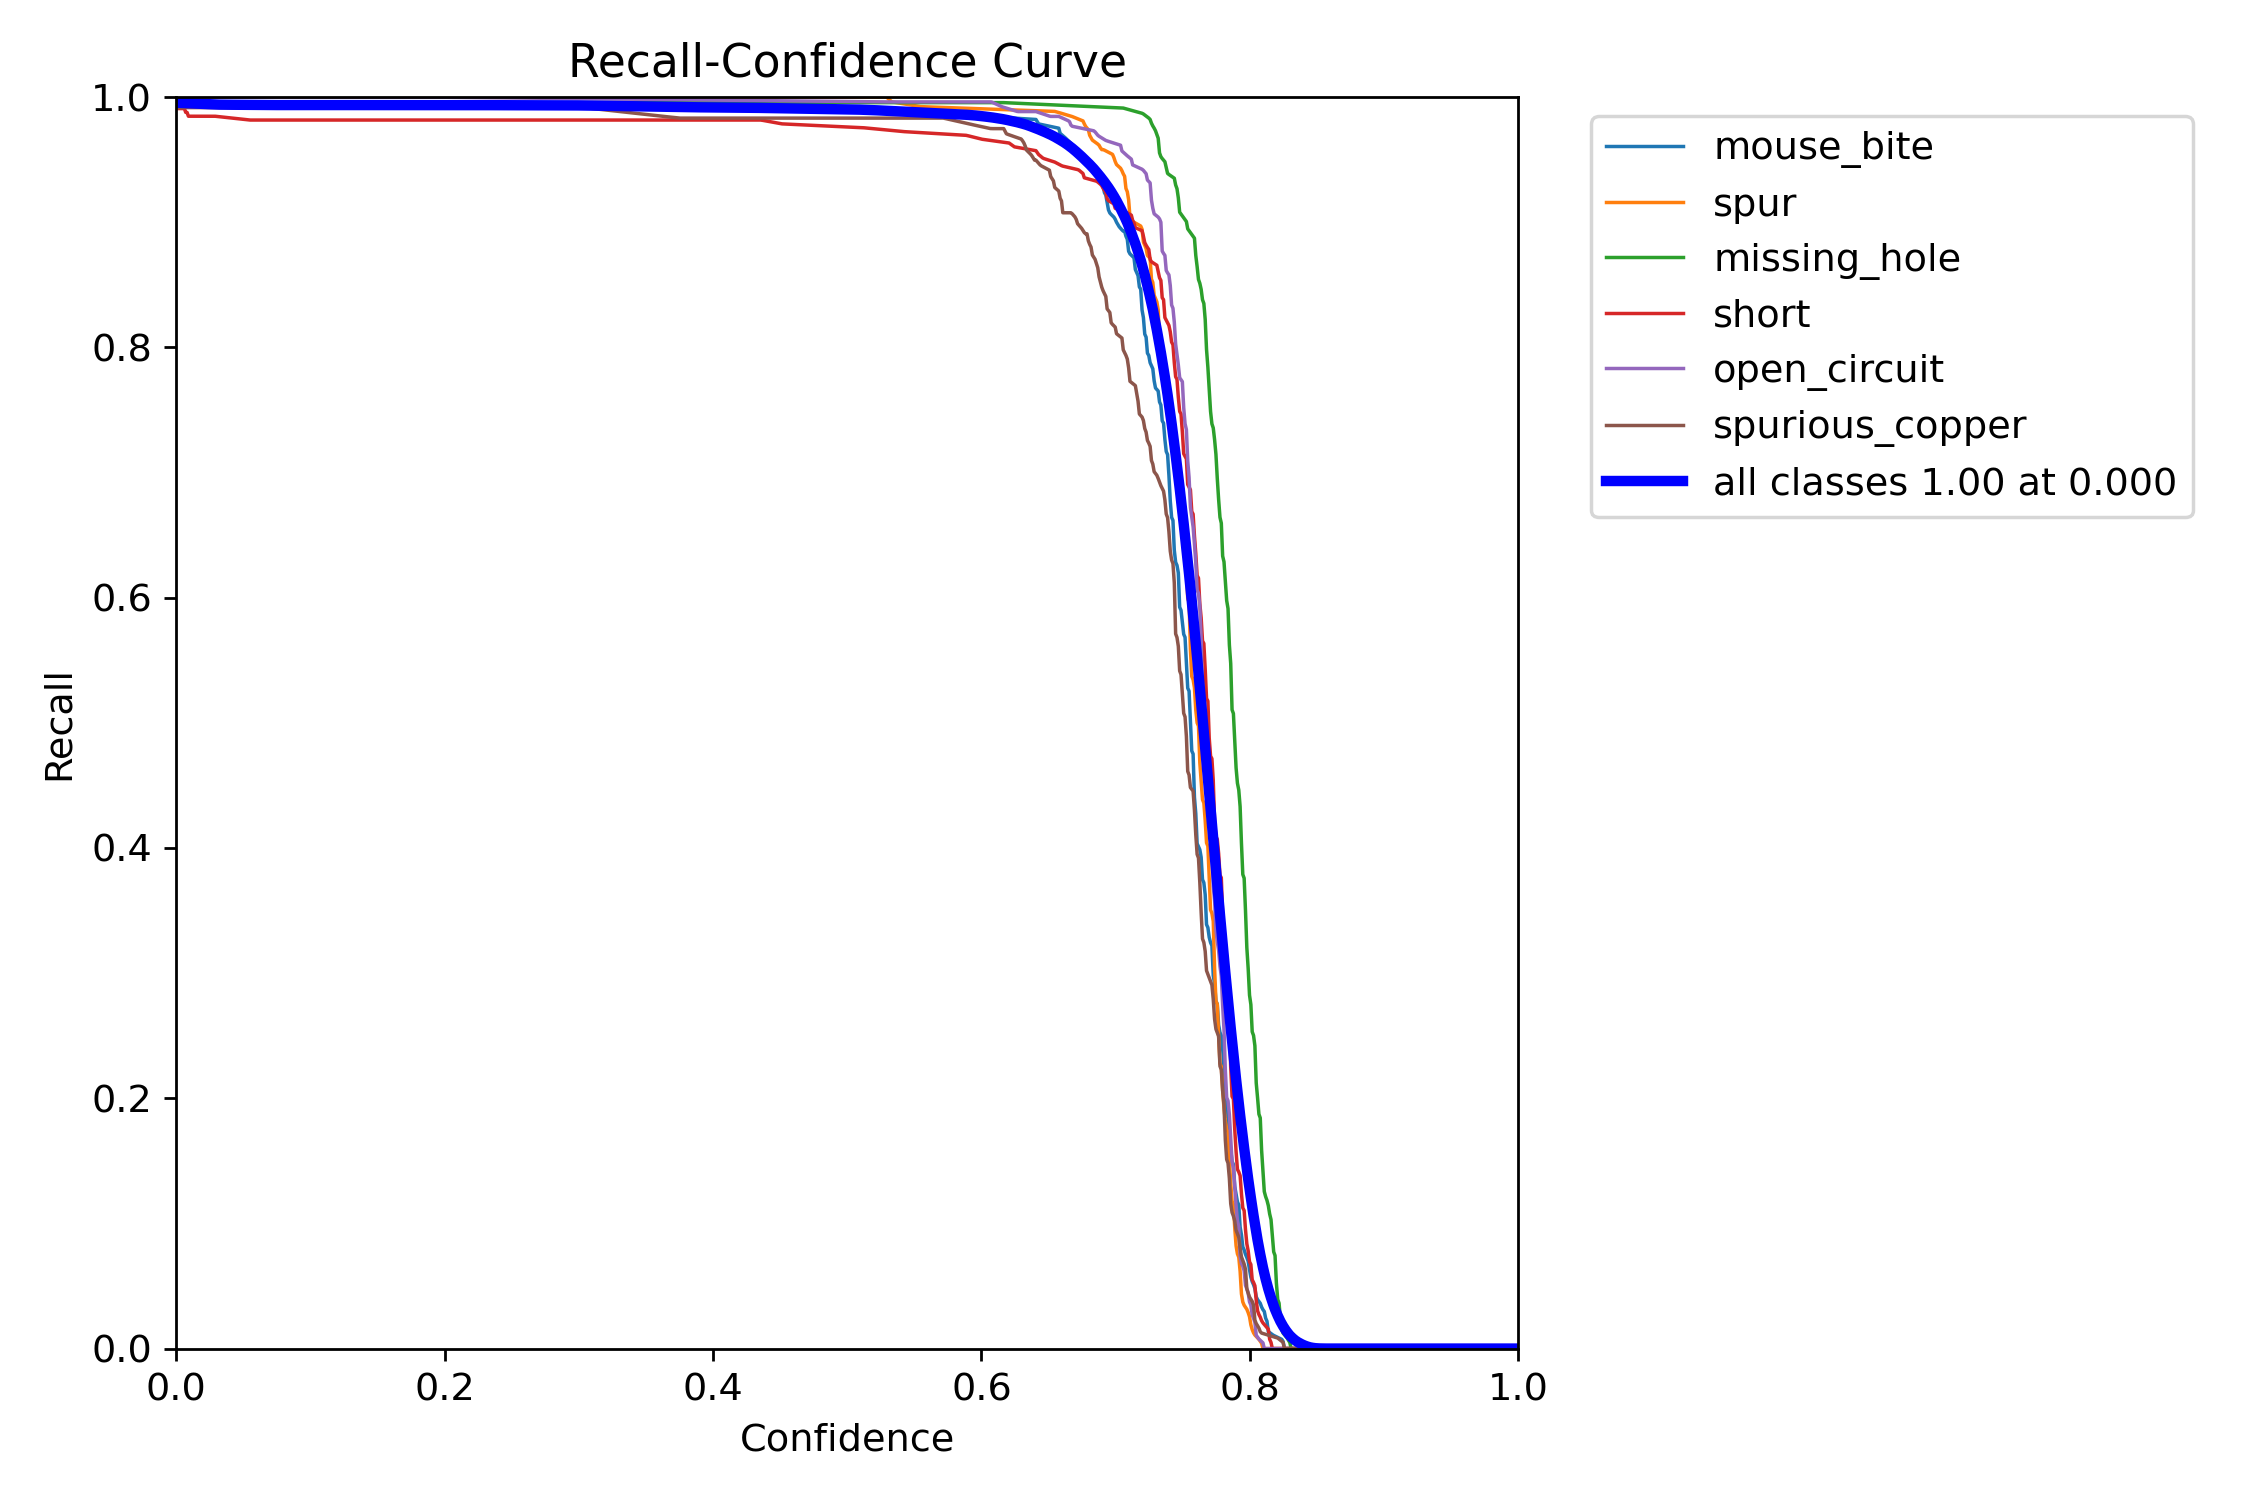 Recall-Confidence Curve
1.0
0.8
0.6
0.4
0.2
0.0
Recall
0.0 0.2 0.4 0.6 0.8 1.0
Confidence
mouse_bite
spur
missing_hole
short
open_circuit
spurious_copper
all classes 1.00 at 0.000